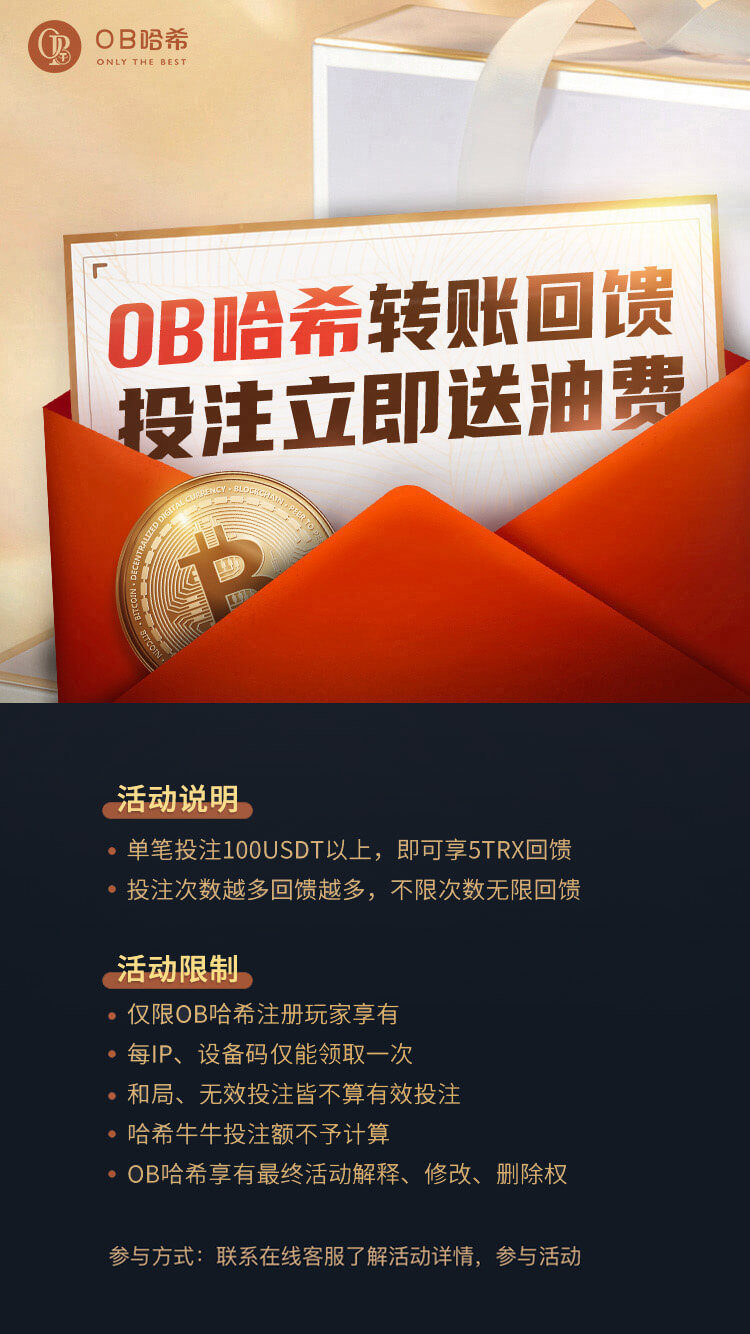 OB哈希
ONLY THE BEST
OB哈希转账回馈
投注立即送油费
BITCOIN • DECENTRALIZED DIGITAL CURRENCY • BLOCKCHAIN • PEER TO
BITCOIN
活动说明
单笔投注100USDT以上，即可享5TRX回馈
投注次数越多回馈越多，不限次数无限回馈
活动限制
仅限OB哈希注册玩家享有
每IP、设备码仅能领取一次
和局、无效投注皆不算有效投注
哈希牛牛投注额不予计算
OB哈希享有最终活动解释、修改、删除权
参与方式：联系在线客服了解活动详情，参与活动